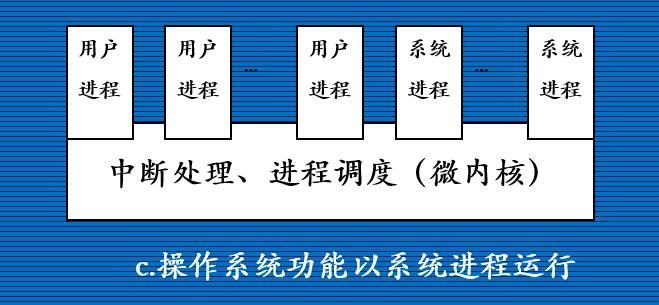 用户 用户 用户 系统 系统
进程 进程 … 进程 进程 … 进程
中断处理、进程调度（微内核）
c.操作系统功能以系统进程运行